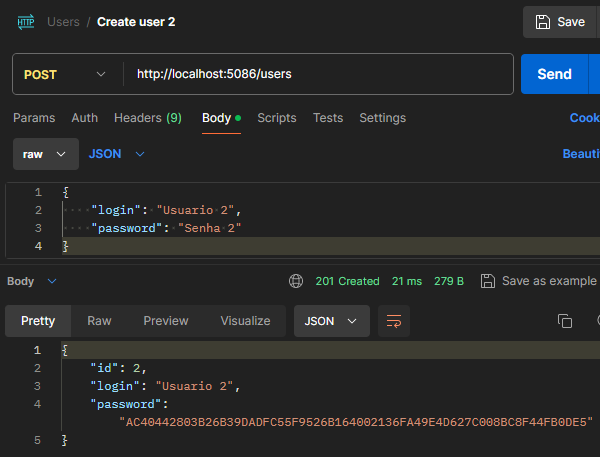 HTTP Users / Create user 2 Save
POST http://localhost:5086/users Send
Params Auth Headers (9) Body Scripts Tests Settings Cook
raw JSON Beauti
1 {
2 "login": "Usuario 2",
3 "password": "Senha 2"
4 }
Body 201 Created 21 ms 279 B Save as example
Pretty Raw Preview Visualize JSON
1 {
2 "id": 2,
3 "login": "Usuario 2",
4 "password":
"AC40442803B26B39DADFC55F9526B164002136FA49E4D627C008BC8F44FB0DE5"
5 }